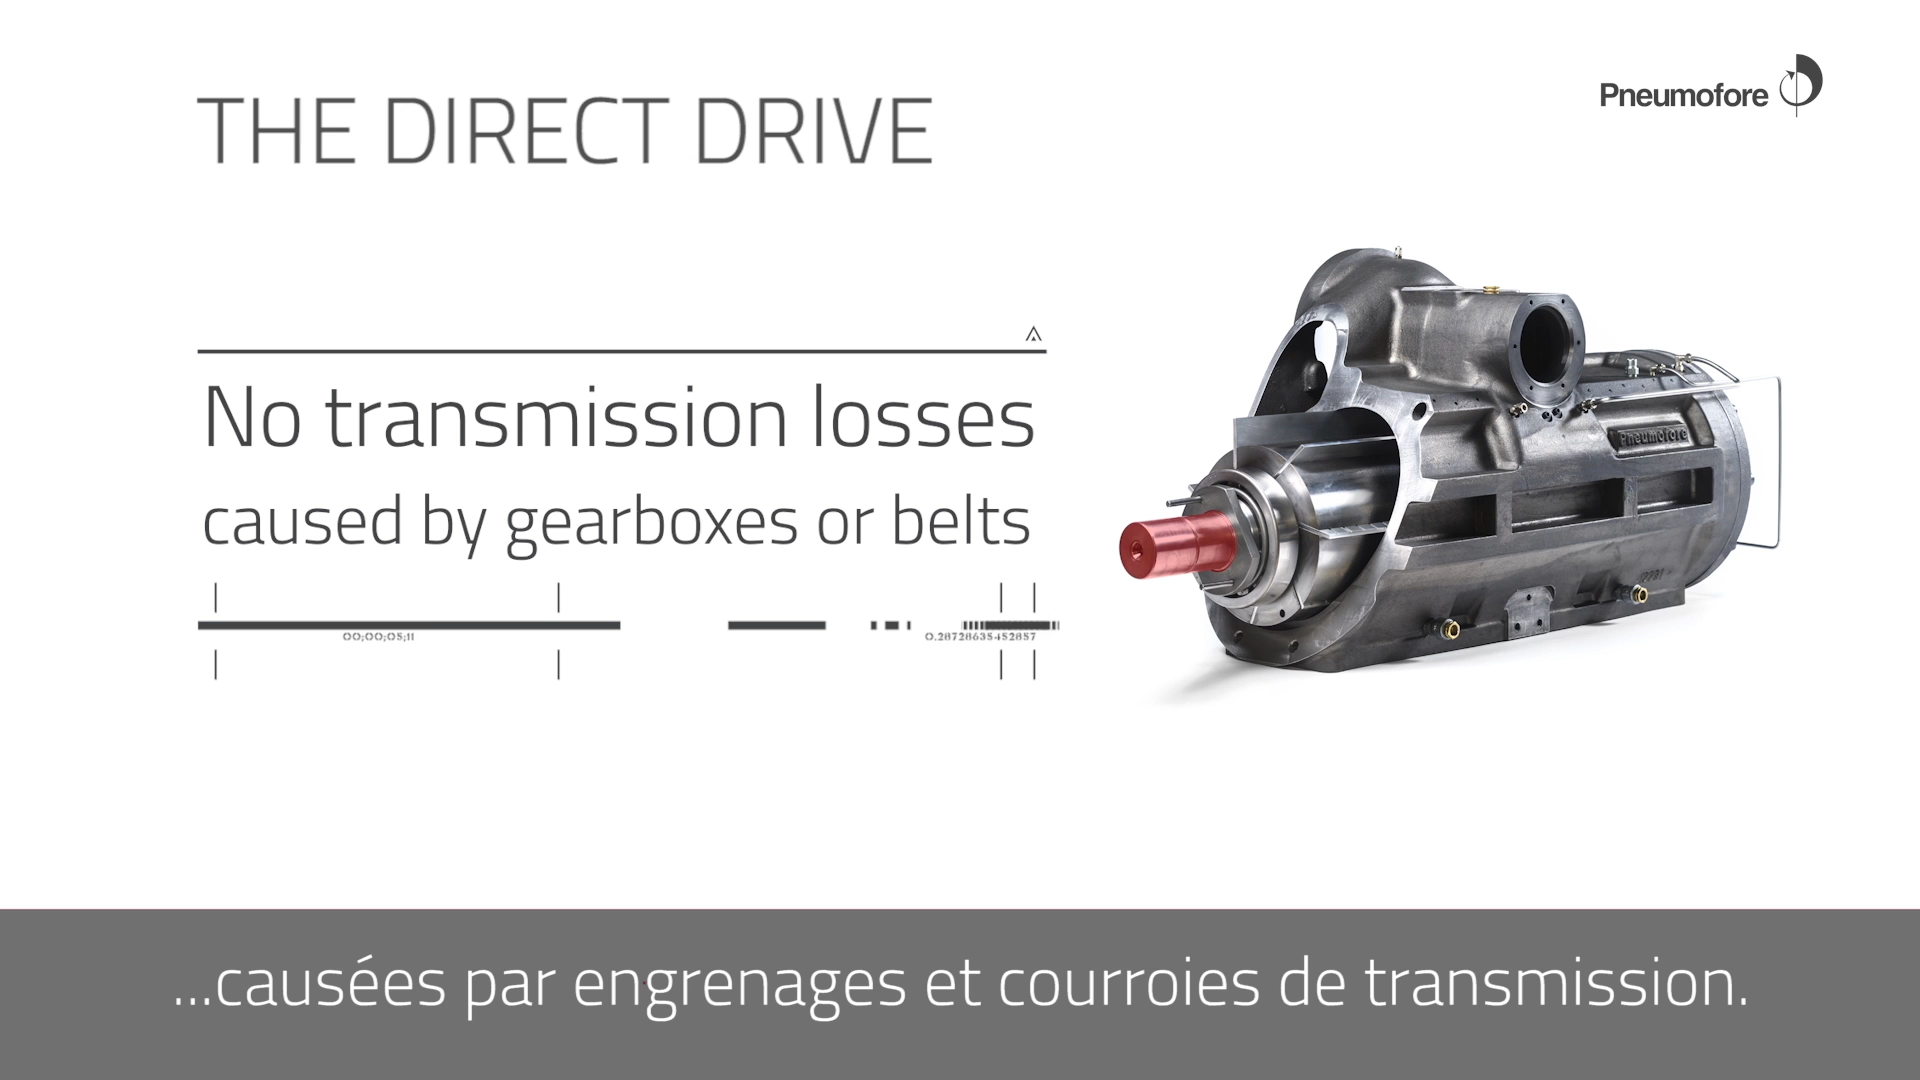 THE DIRECT DRIVE
Pneumofore
No transmission losses
caused by gearboxes or belts
00;00;05;11
0.28728635452857
Pneumofore
...causées par engrenages et courroies de transmission.